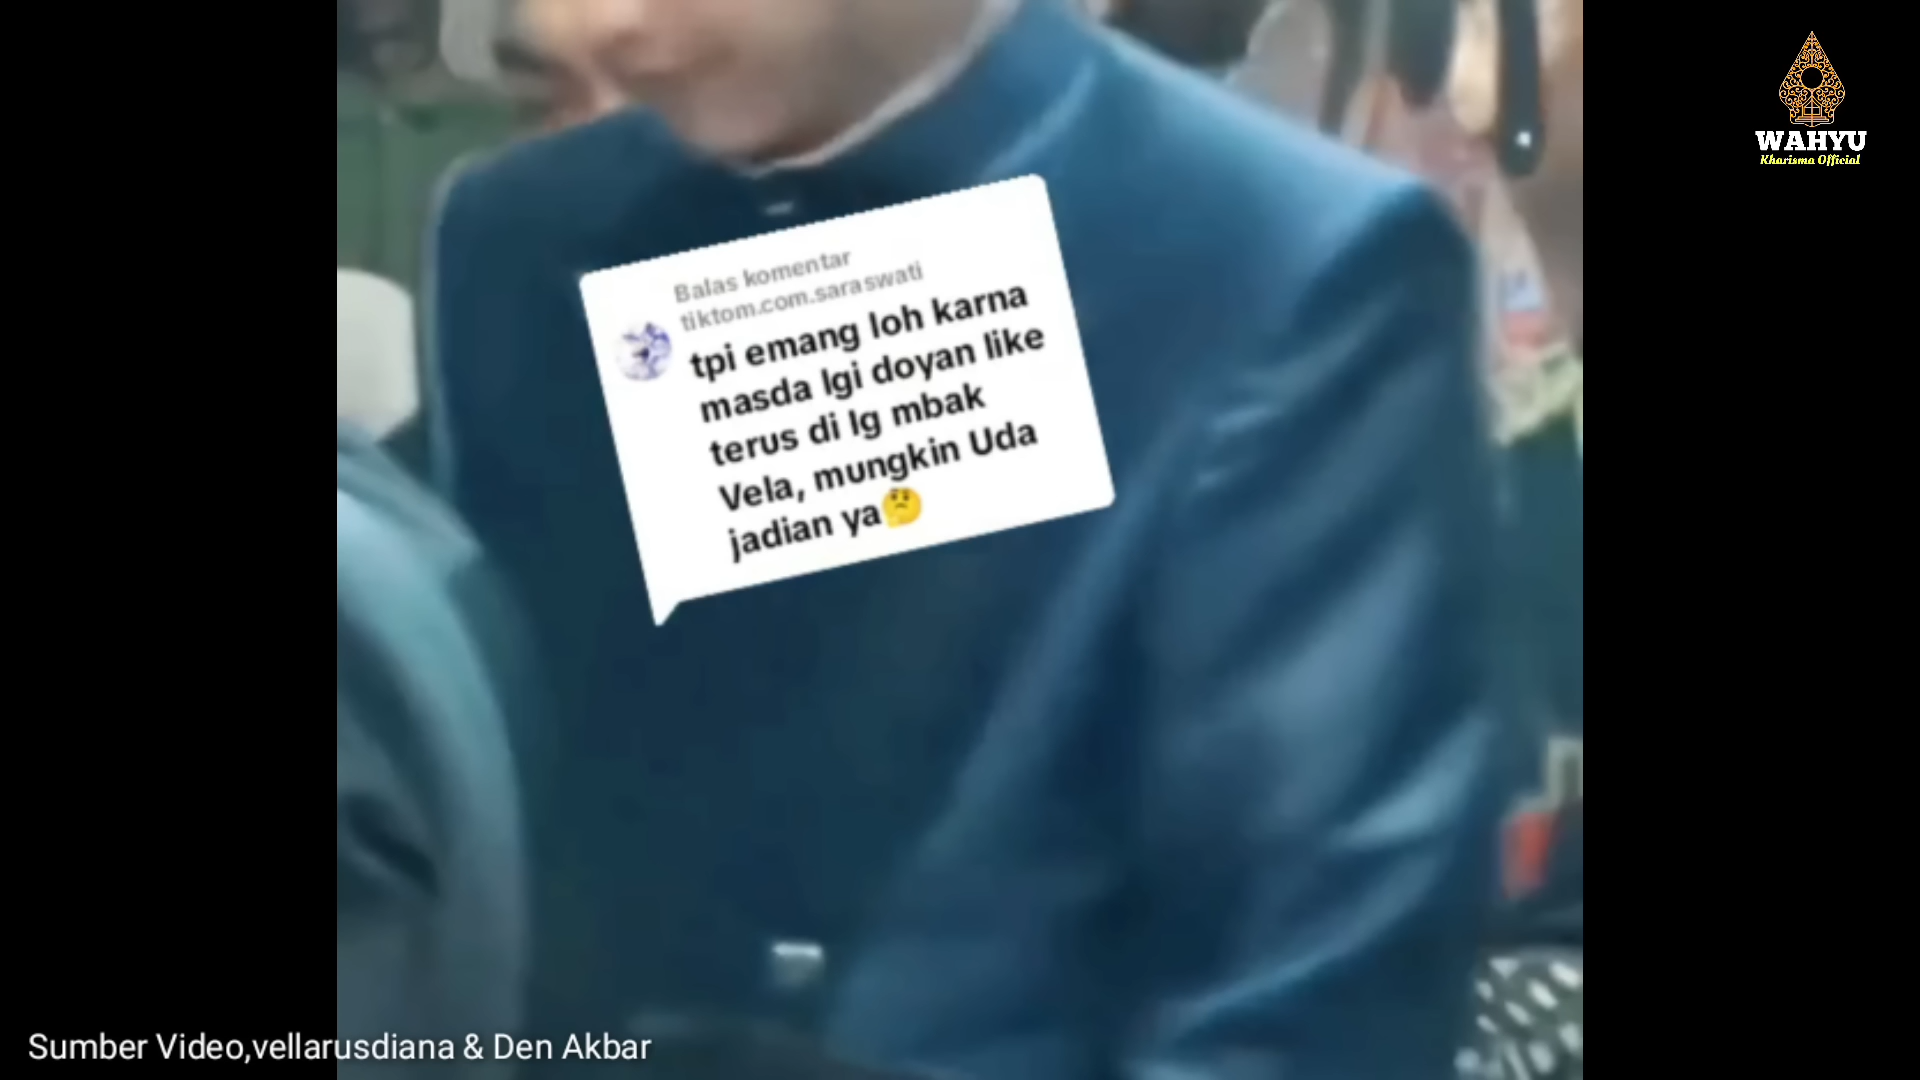 WAHYU
Kharisma Official
Balas komentar
tiktom.com.saraswati
tpi emang loh karna
masda lgi doyan like
terus di Ig mbak
Vela, mungkin Uda
jadian ya🤔
Sumber Video,vellarusdiana & Den Akbar